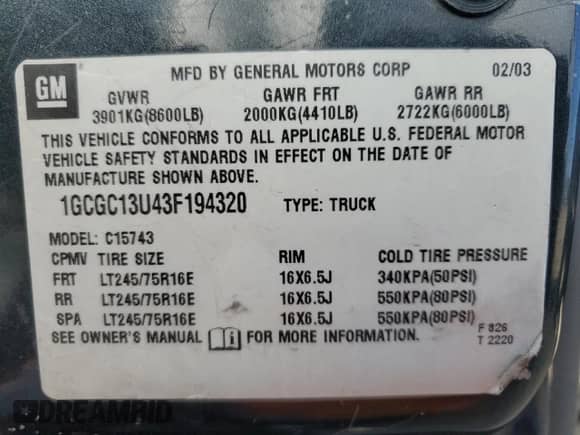 GM
MFD BY GENERAL MOTORS CORP 02/03
GVWR GAWR FRT GAWR RR
3901KG(8600LB) 2000KG(4410LB) 2722KG(6000LB)
THIS VEHICLE CONFORMS TO ALL APPLICABLE U.S. FEDERAL MOTOR
VEHICLE SAFETY STANDARDS IN EFFECT ON THE DATE OF
MANUFACTURE SHOWN ABOVE.
1GCGC13U43F194320 TYPE: TRUCK
MODEL: C15743
CPMV TIRE SIZE RIM COLD TIRE PRESSURE
FRT LT245/75R16E 16X6.5J 340KPA(50PSI)
RR LT245/75R16E 16X6.5J 550KPA(80PSI)
SPA LT245/75R16E 16X6.5J 550KPA(80PSI)
SEE OWNER'S MANUAL FOR MORE INFORMATION.
F 826
T 2220
DREAMBID